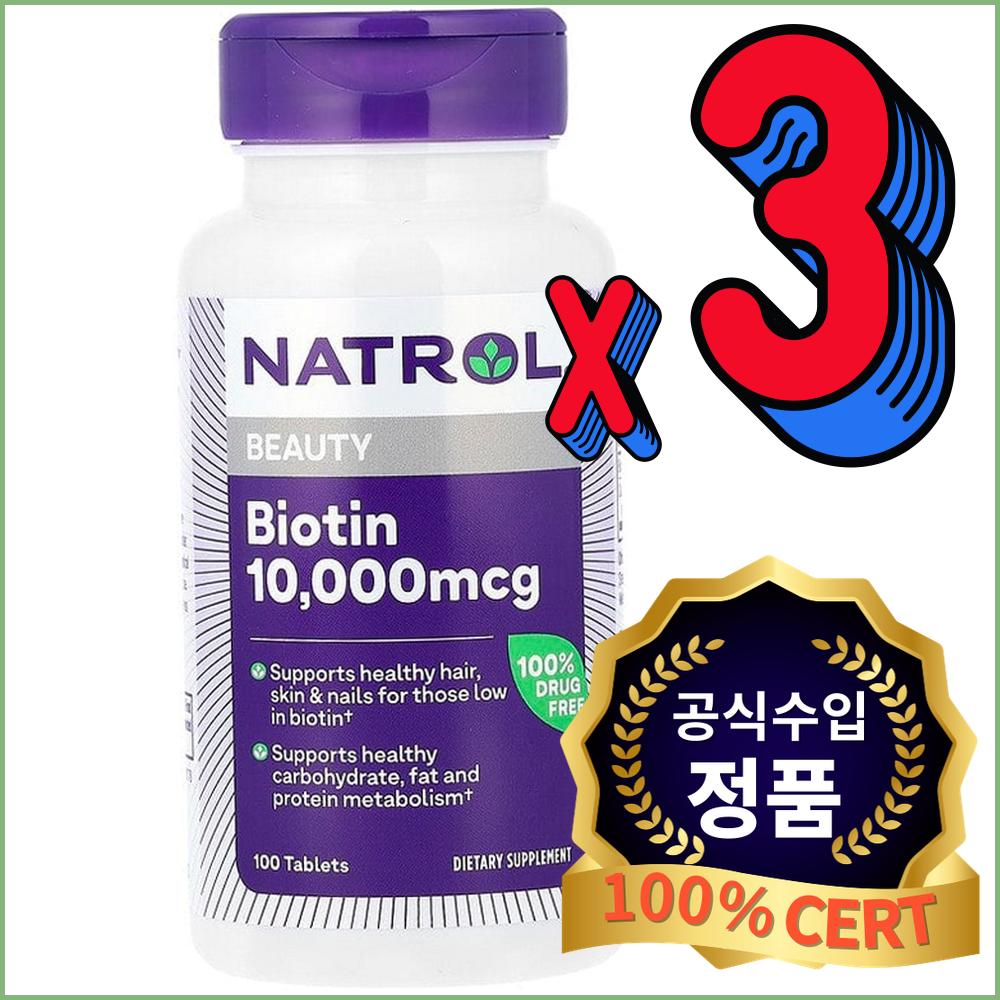 NATROL
BEAUTY
Biotin
10,000mcg
Supports healthy hair,
skin & nails for those low
in biotin†
Supports healthy
carbohydrate, fat and
protein metabolism†
100%
DRUG
FREE
100 Tablets
DIETARY SUPPLEMENT
x3
공식수입
정품
100% CERT